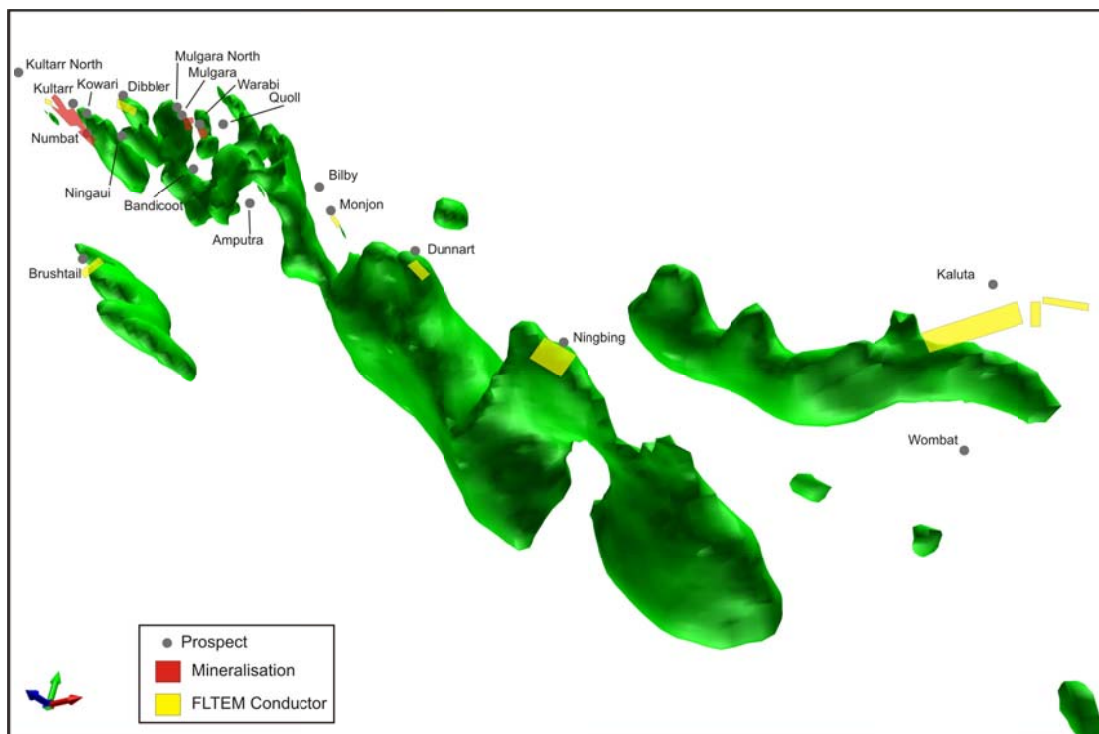 Kultarr North
Mulgara North
Mulgara
Kultarr
Kowari
Dibbler
Warabi
Quoll
Numbat
Ningaui
Bandicoot
Bilby
Monjon
Amputra
Dunnart
Brushtail
Kaluta
Ningbing
Wombat
Prospect
Mineralisation
FLTEM Conductor